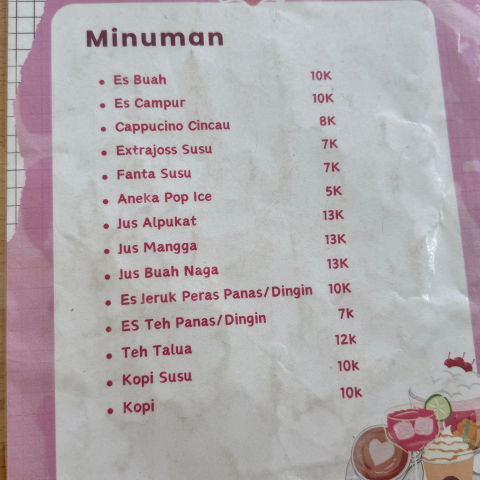 Minuman
• Es Buah 10K
• Es Campur 10K
• Cappucino Cincau 8K
• Extrajoss Susu 7K
• Fanta Susu 7K
• Aneka Pop Ice 5K
• Jus Alpukat 13K
• Jus Mangga 13K
• Jus Buah Naga 13K
• Es Jeruk Peras Panas/Dingin 10K
• ES Teh Panas/Dingin 7k
• Teh Talua 12k
• Kopi Susu 10k
• Kopi 10k